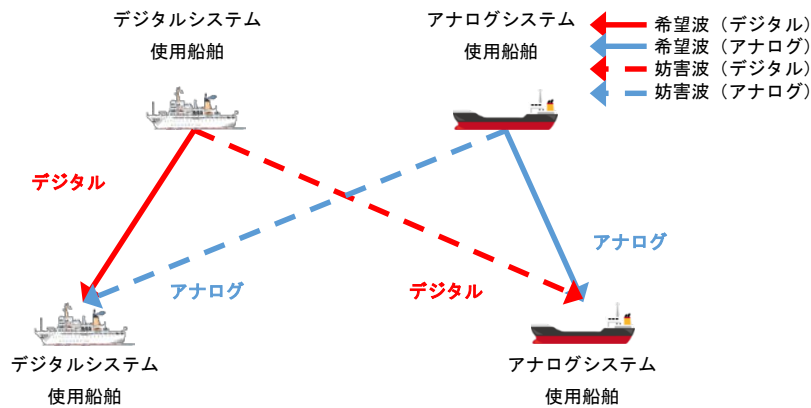 デジタルシステム
使用船舶
アナログシステム
使用船舶
希望波（デジタル）
希望波（アナログ）
妨害波（デジタル）
妨害波（アナログ）
デジタル
アナログ
アナログ
デジタル
デジタルシステム
使用船舶
アナログシステム
使用船舶